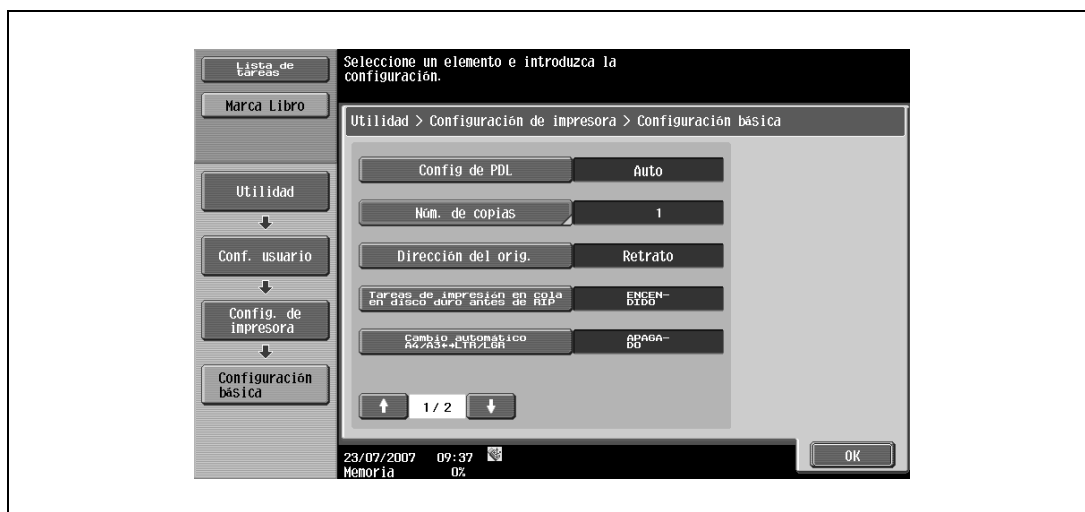 Lista de
tareas
Marca Libro
Utilidad
Conf. usuario
Config. de
impresora
Configuración
básica
Seleccione un elemento e introduzca la
configuración.
Utilidad > Configuración de impresora > Configuración básica
Config de PDL
Auto
Núm. de copias
1
Dirección del orig.
Retrato
Tareas de impresión en cola
en disco duro antes de RIP
ENCEN-
DIDO
Cambio automático
A4/A3↔LTR/LGR
APAGA-
DO
1/ 2
23/07/2007 09:37
Memoria 0%
OK